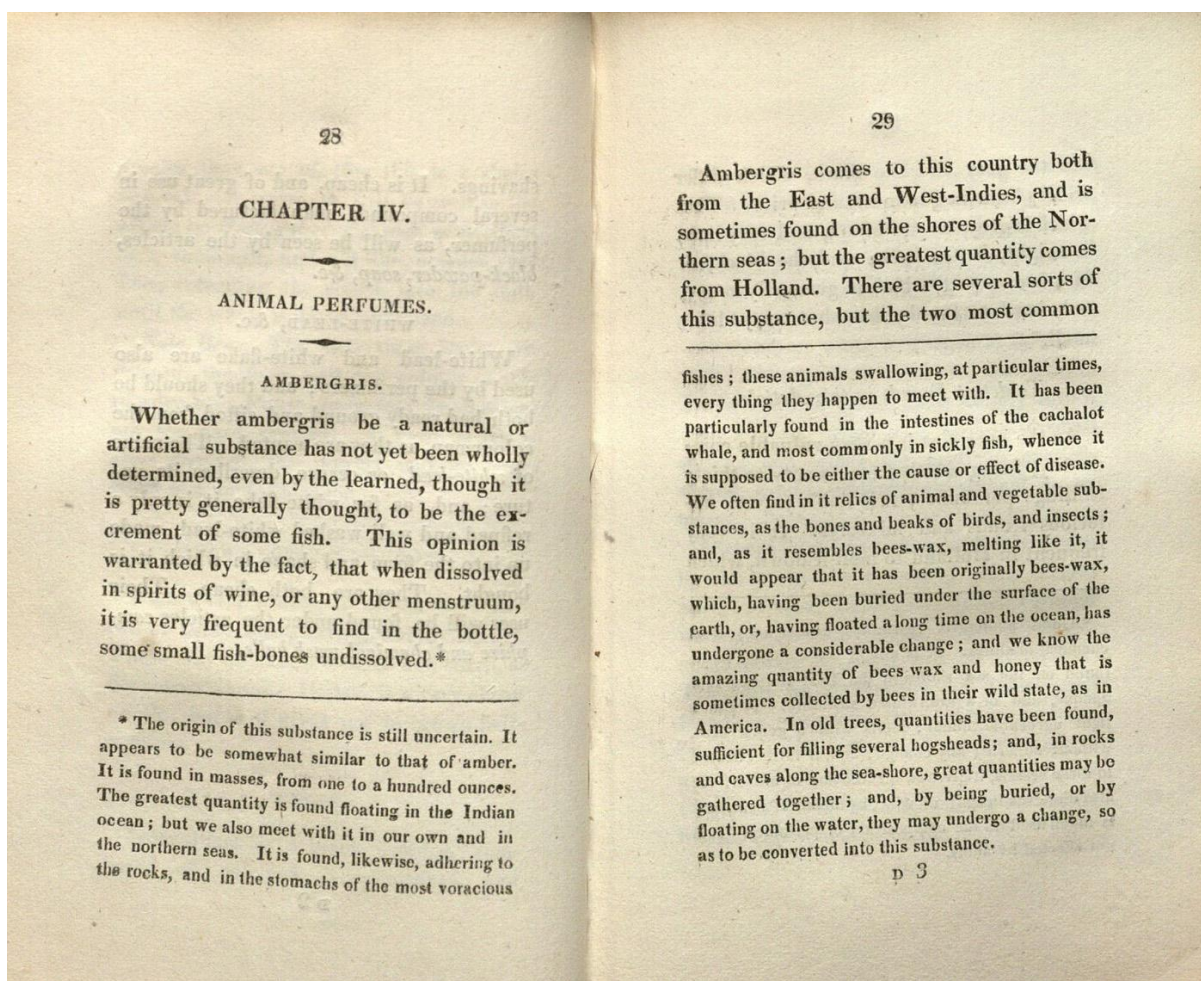 28
CHAPTER IV.
ANIMAL PERFUMES.
AMBERGRIS.
Whether ambergris be a natural or
artificial substance has not yet been wholly
determined, even by the learned, though it
is pretty generally thought, to be the ex-
crement of some fish. This opinion is
warranted by the fact, that when dissolved
in spirits of wine, or any other menstruum,
it is very frequent to find in the bottle,
some small fish-bones undissolved.*
* The origin of this substance is still uncertain. It
appears to be somewhat similar to that of amber.
It is found in masses, from one to a hundred ounces.
The greatest quantity is found floating in the Indian
ocean; but we also meet with it in our own and in
the northern seas. It is found, likewise, adhering to
the rocks, and in the stomachs of the most voracious
29
Ambergris comes to this country both
from the East and West-Indies, and is
sometimes found on the shores of the Nor-
thern seas; but the greatest quantity comes
from Holland. There are several sorts of
this substance, but the two most common
fishes; these animals swallowing, at particular times,
every thing they happen to meet with. It has been
particularly found in the intestines of the cachalot
whale, and most commonly in sickly fish, whence it
is supposed to be either the cause or effect of disease.
We often find in it relics of animal and vegetable sub-
stances, as the bones and beaks of birds, and insects;
and, as it resembles bees-wax, melting like it, it
would appear that it has been originally bees-wax,
which, having been buried under the surface of the
earth, or, having floated a long time on the ocean, has
undergone a considerable change; and we know the
amazing quantity of bees wax and honey that is
sometimes collected by bees in their wild state, as in
America. In old trees, quantities have been found,
sufficient for filling several hogsheads; and, in rocks
and caves along the sea-shore, great quantities may be
gathered together; and, by being buried, or by
floating on the water, they may undergo a change, so
as to be converted into this substance.
D 3